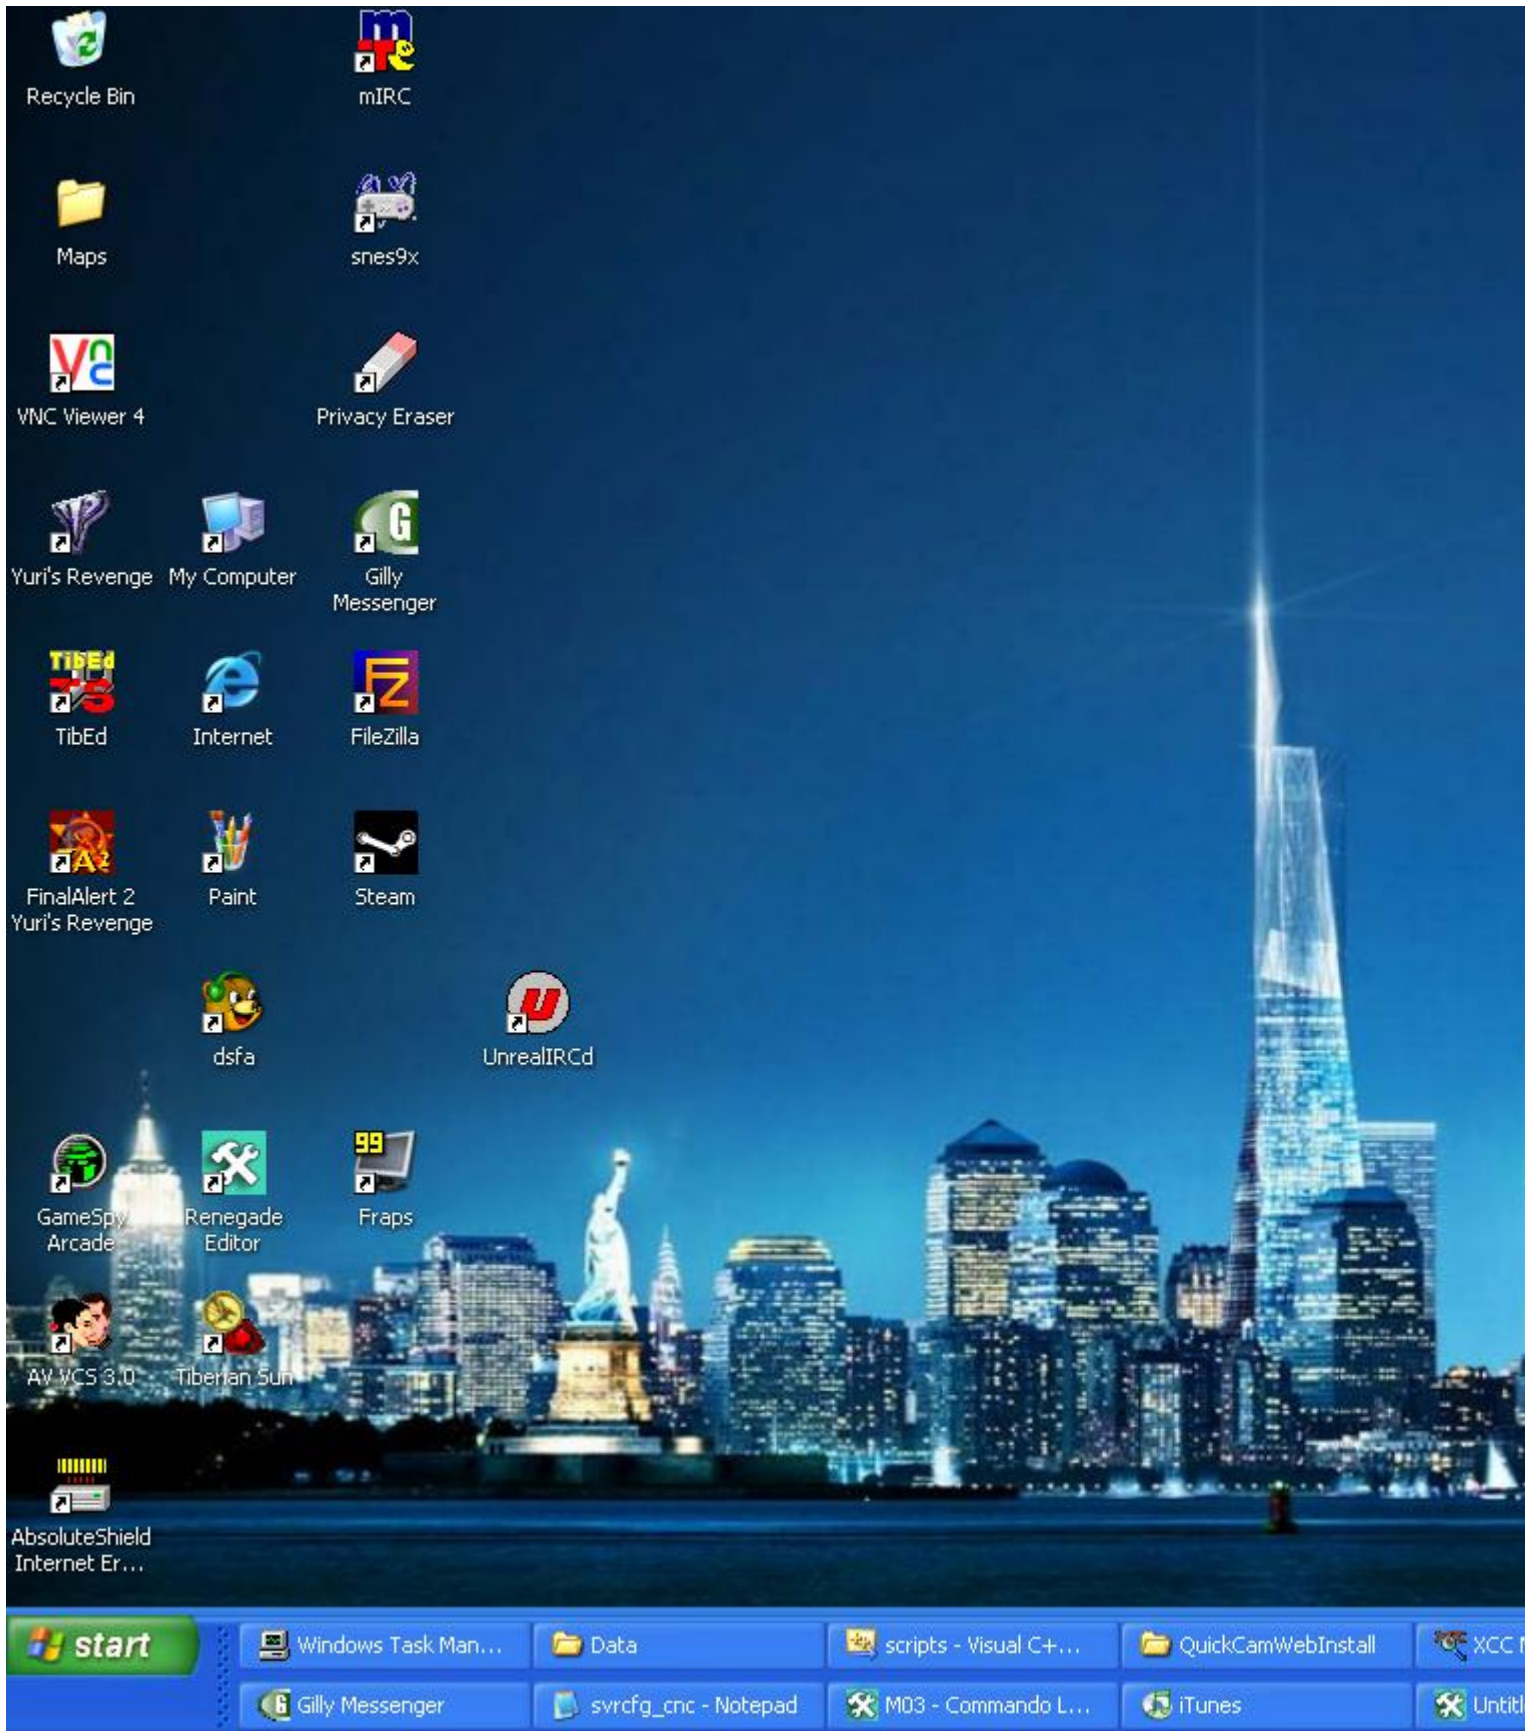 Recycle Bin
mIRC
Maps
snes9x
VNC Viewer 4
Privacy Eraser
Yuri's Revenge
My Computer
Gilly
Messenger
TibEd
Internet
FileZilla
FinalAlert 2
Yuri's Revenge
Paint
Steam
dsfa
UnrealIRCd
99
GameSpy
Arcade
Renegade
Editor
Fraps
AV VCS 3.0
Tiberian Sun
AbsoluteShield
Internet Er...
start
Windows Task Man...
Data
scripts - Visual C+...
QuickCamWebInstall
XCC
Gilly Messenger
svrcfg_cnc - Notepad
M03 - Commando L...
iTunes